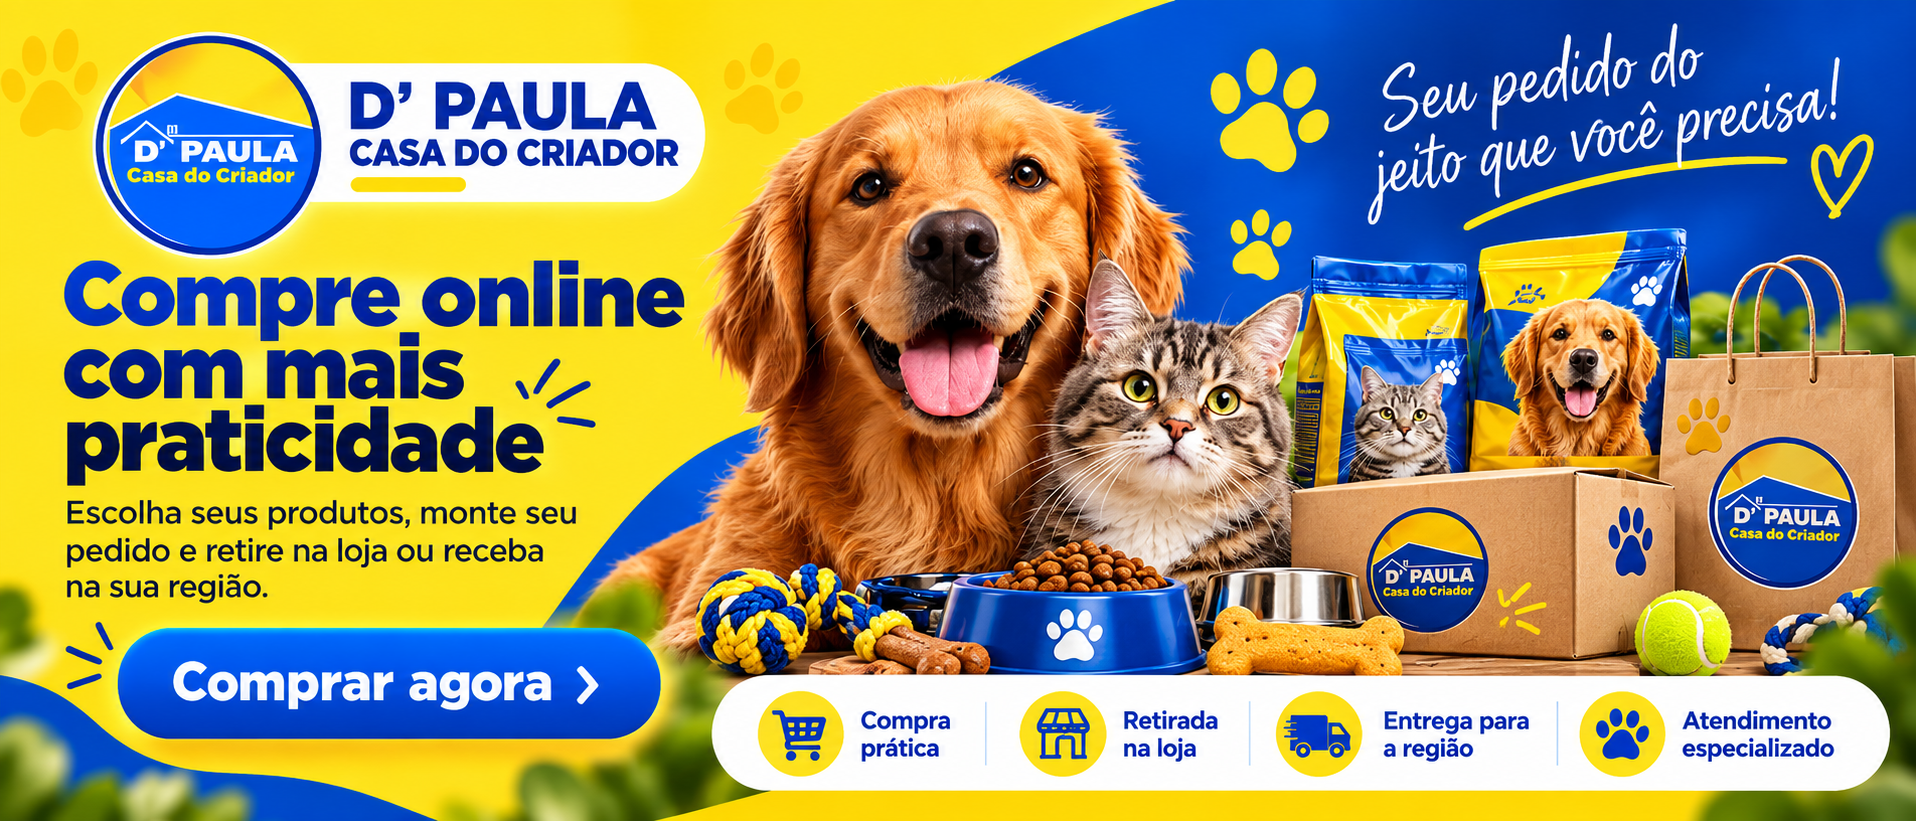 D' PAULA
Casa do Criador
D' PAULA
CASA DO CRIADOR
Compre online
com mais
praticidade
Escolha seus produtos, monte seu
pedido e retire na loja ou receba
na sua região.
Comprar agora
Seu pedido do
jeito que você precisa!
D' PAULA
Casa do Criador
D' PAULA
Casa do Criador
Compra
prática
Retirada
na loja
Entrega para
a região
Atendimento
especializado